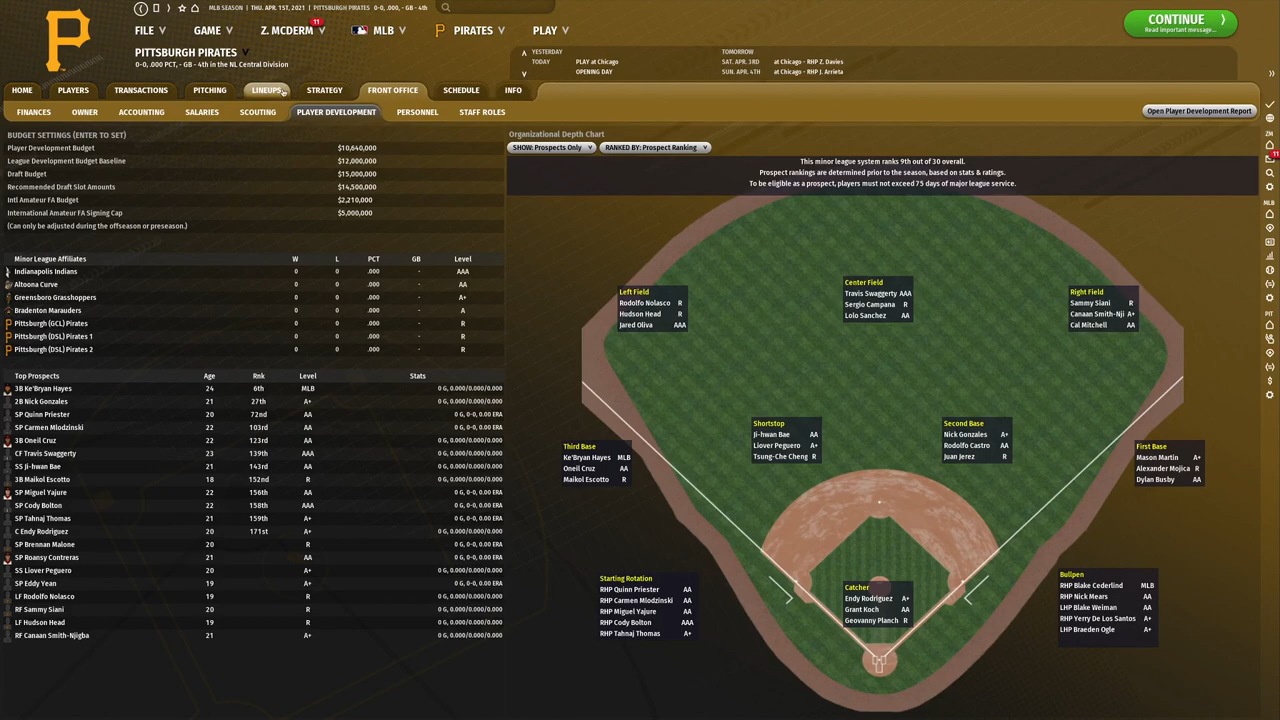 MLB SEASON | THU. APR. 1ST, 2021 | PITTSBURGH PIRATES 0-0, .000, - GB - 4th
FILE GAME Z. MCDERM 11 MLB PIRATES PLAY
CONTINUE
Read important message...
PITTSBURGH PIRATES
0-0, .000 PCT, - GB - 4th in the NL Central Division
YESTERDAY
TODAY PLAY at Chicago
OPENING DAY
TOMORROW
SAT. APR. 3RD at Chicago - RHP Z. Davies
SUN. APR. 4TH at Chicago - RHP J. Arrieta
HOME PLAYERS TRANSACTIONS PITCHING LINEUPS STRATEGY FRONT OFFICE SCHEDULE INFO
FINANCES OWNER ACCOUNTING SALARIES SCOUTING PLAYER DEVELOPMENT PERSONNEL STAFF ROLES
Open Player Development Report
BUDGET SETTINGS (ENTER TO SET)
Player Development Budget $10,640,000
League Development Budget Baseline $12,000,000
Draft Budget $15,000,000
Recommended Draft Slot Amounts $14,500,000
Intl Amateur FA Budget $2,210,000
International Amateur FA Signing Cap $5,000,000
(Can only be adjusted during the offseason or preseason.)
Minor League Affiliates W L PCT GB Level
Indianapolis Indians 0 0 .000 - AAA
Altoona Curve 0 0 .000 - AA
Greensboro Grasshoppers 0 0 .000 - A+
Bradenton Marauders 0 0 .000 - A
Pittsburgh (GCL) Pirates 0 0 .000 - R
Pittsburgh (DSL) Pirates 1 0 0 .000 - R
Pittsburgh (DSL) Pirates 2 0 0 .000 - R
Top Prospects Age Rnk Level Stats
3B Ke'Bryan Hayes 24 6th MLB 0 G, 0.000/0.000/0.000
2B Nick Gonzales 21 27th A+ 0 G, 0.000/0.000/0.000
SP Quinn Priester 20 72nd AA 0 G, 0-0, 0.00 ERA
SP Carmen Mlodzinski 22 103rd AA 0 G, 0-0, 0.00 ERA
3B Oneil Cruz 22 123rd AA 0 G, 0.000/0.000/0.000
CF Travis Swaggerty 23 139th AAA 0 G, 0.000/0.000/0.000
SS Ji-hwan Bae 21 143rd AA 0 G, 0.000/0.000/0.000
3B Maikol Escotto 18 152nd R 0 G, 0.000/0.000/0.000
SP Miguel Yajure 22 156th AA 0 G, 0-0, 0.00 ERA
SP Cody Bolton 22 158th AAA 0 G, 0-0, 0.00 ERA
SP Tahnaj Thomas 21 159th A+ 0 G, 0-0, 0.00 ERA
C Endy Rodriguez 20 171st A+ 0 G, 0.000/0.000/0.000
SP Brennan Malone 20 R 0 G, 0-0, 0.00 ERA
SP Roansy Contreras 21 AA 0 G, 0-0, 0.00 ERA
SS Liover Peguero 20 A+ 0 G, 0.000/0.000/0.000
SP Eddy Yean 19 A+ 0 G, 0-0, 0.00 ERA
LF Rodolfo Nolasco 19 R 0 G, 0.000/0.000/0.000
RF Sammy Siani 20 R 0 G, 0.000/0.000/0.000
LF Hudson Head 19 R 0 G, 0.000/0.000/0.000
RF Canaan Smith-Njigba 21 A+ 0 G, 0.000/0.000/0.000
Organizational Depth Chart
SHOW: Prospects Only RANKED BY: Prospect Ranking
This minor league system ranks 9th out of 30 overall.
Prospect rankings are determined prior to the season, based on stats & ratings.
To be eligible as a prospect, players must not exceed 75 days of major league service.
Left Field
Rodolfo Nolasco R
Hudson Head R
Jared Oliva AAA
Center Field
Travis Swaggerty AAA
Sergio Campana R
Lolo Sanchez AA
Right Field
Sammy Siani R
Canaan Smith-Nji A+
Cal Mitchell AA
Third Base
Ke'Bryan Hayes MLB
Oneil Cruz AA
Maikol Escotto R
Shortstop
Ji-hwan Bae AA
Liover Peguero A+
Tsung-Che Cheng R
Second Base
Nick Gonzales A+
Rodolfo Castro AA
Juan Jerez R
First Base
Mason Martin A+
Alexander Mojica R
Dylan Busby AA
Starting Rotation
RHP Quinn Priester AA
RHP Carmen Mlodzinski AA
RHP Miguel Yajure AA
RHP Cody Bolton AAA
RHP Tahnaj Thomas A+
Catcher
Endy Rodriguez A+
Grant Koch AA
Geovanny Planch R
Bullpen
RHP Blake Cederlind MLB
RHP Nick Mears AA
LHP Blake Weiman AA
RHP Yerry De Los Santos A+
LHP Braeden Ogle A+
ZM
11
MLB
PIT